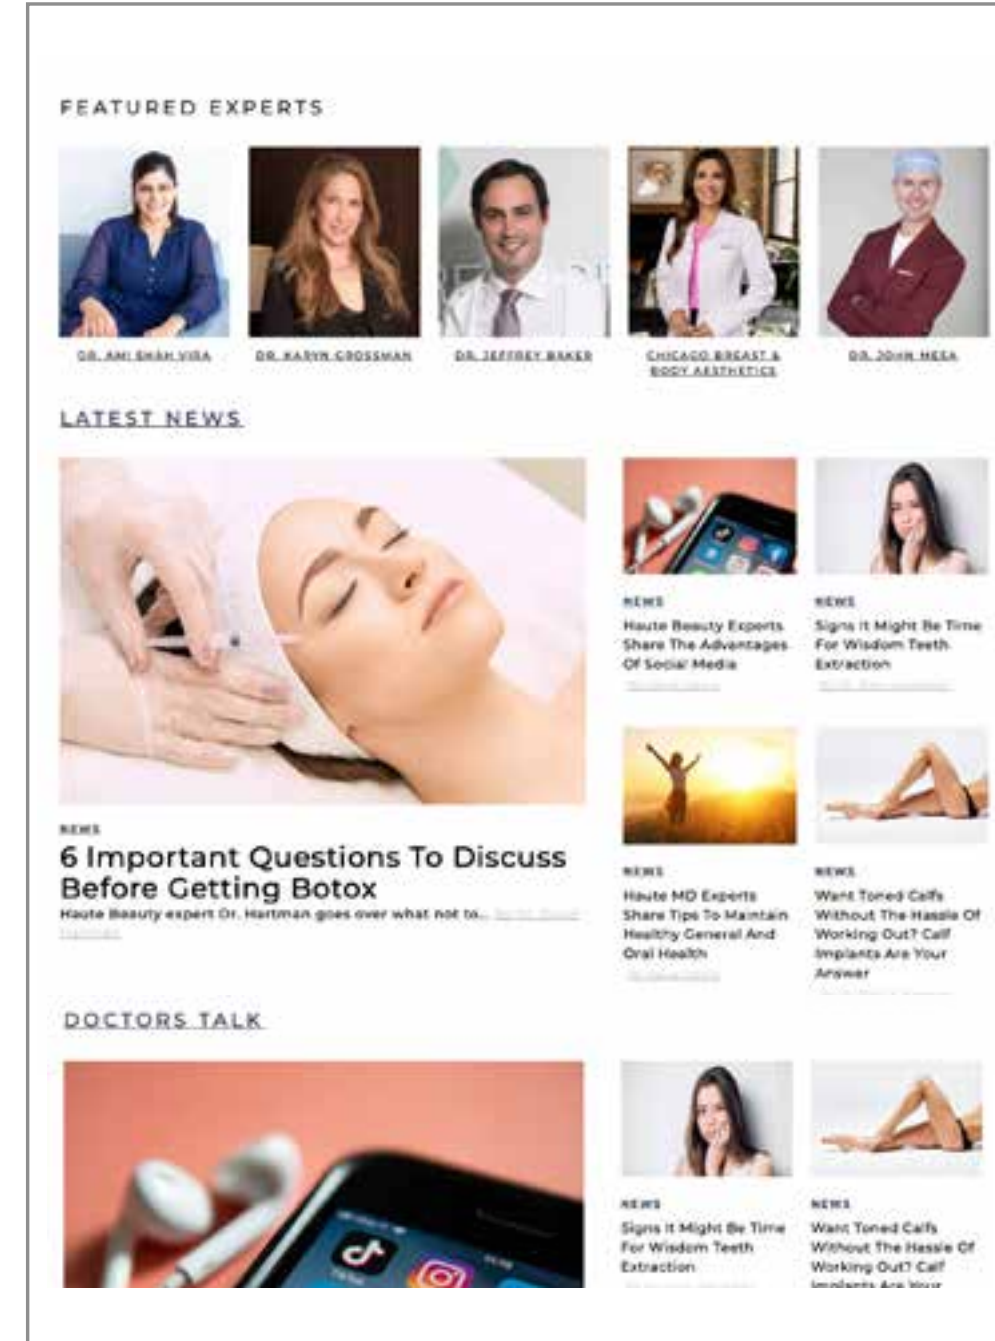 FEATURED EXPERTS
DR. AMI SHAH VIRA
DR. KARYN GROSSMAN
DR. JEFFREY BAKER
CHICAGO BREAST &
BODY AESTHETICS
DR. JOHN MESA
LATEST NEWS
NEWS
6 Important Questions To Discuss
Before Getting Botox
Haute Beauty expert Dr. Hartman goes over what not to...
NEWS
Haute Beauty Experts
Share The Advantages
Of Social Media
NEWS
Signs It Might Be Time
For Wisdom Teeth
Extraction
NEWS
Haute MD Experts
Share Tips To Maintain
Healthy General And
Oral Health
NEWS
Want Toned Calfs
Without The Hassle Of
Working Out? Calf
Implants Are Your
Answer
DOCTORS TALK
TikTok
NEWS
Signs It Might Be Time
For Wisdom Teeth
Extraction
NEWS
Want Toned Calfs
Without The Hassle Of
Working Out? Calf
Implants Are Your